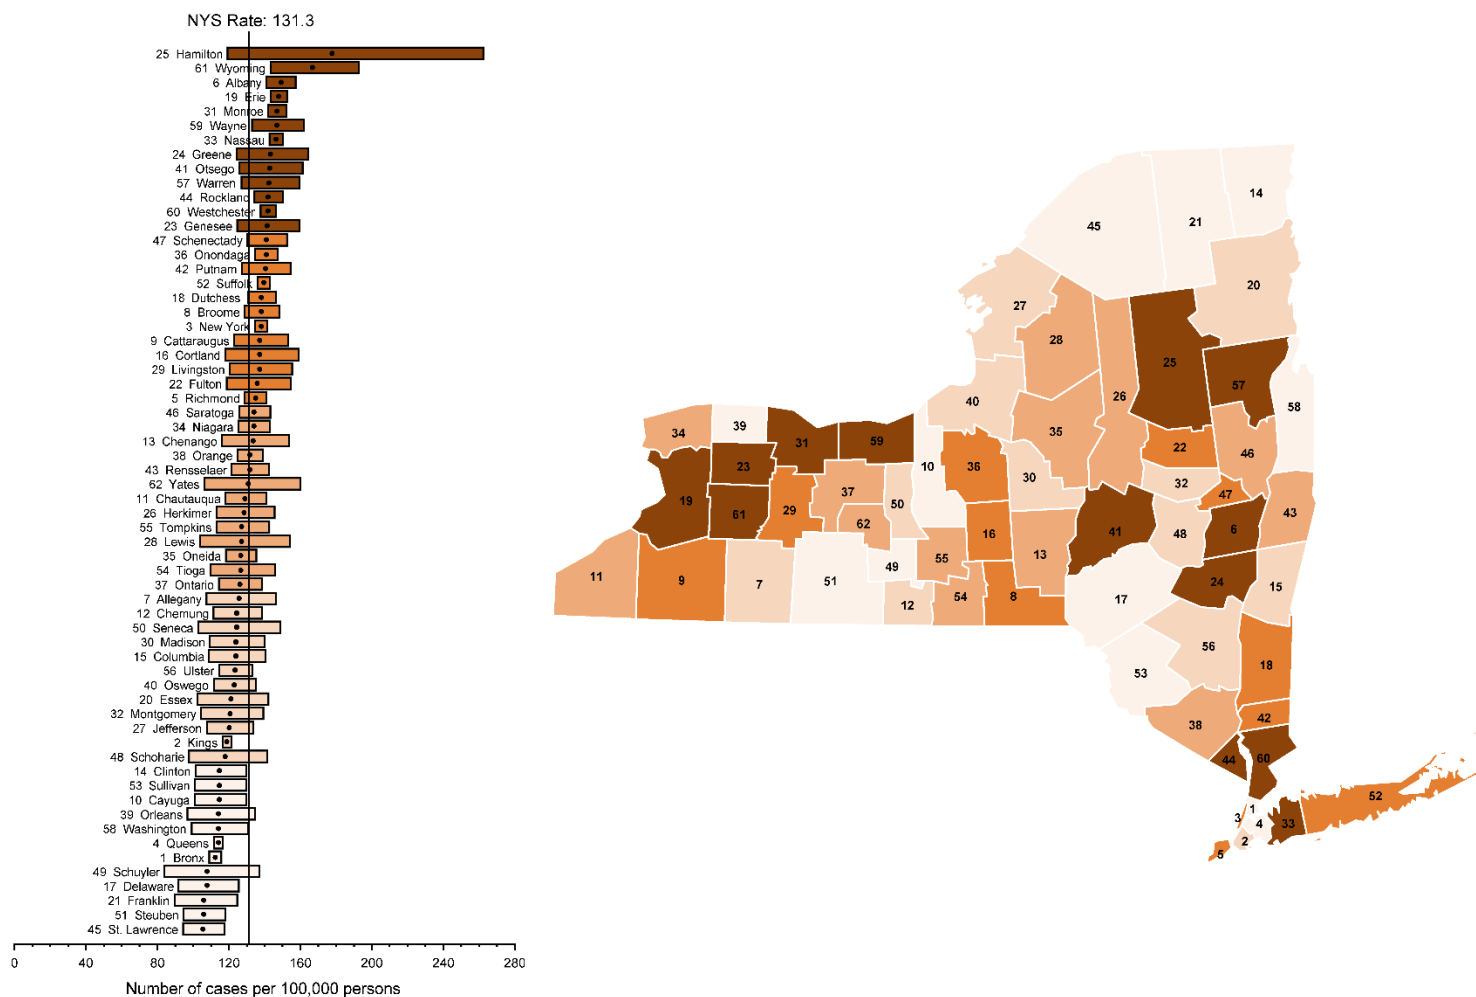 NYS Rate: 131.3
25 Hamilton
61 Wyoming
6 Albany
19 Erie
31 Monroe
59 Wayne
33 Nassau
24 Greene
41 Otsego
57 Warren
44 Rockland
60 Westchester
23 Genesee
47 Schenectady
36 Onondaga
42 Putnam
52 Suffolk
18 Dutchess
8 Broome
3 New York
9 Cattaraugus
16 Cortland
29 Livingston
22 Fulton
5 Richmond
46 Saratoga
34 Niagara
13 Chenango
38 Orange
43 Rensselaer
62 Yates
11 Chautauqua
26 Herkimer
55 Tompkins
28 Lewis
35 Oneida
54 Tioga
37 Ontario
7 Allegany
12 Chemung
50 Seneca
30 Madison
15 Columbia
56 Ulster
40 Oswego
20 Essex
32 Montgomery
27 Jefferson
2 Kings
48 Schoharie
14 Clinton
53 Sullivan
10 Cayuga
39 Orleans
58 Washington
4 Queens
1 Bronx
49 Schuyler
17 Delaware
21 Franklin
51 Steuben
45 St. Lawrence
0 40 80 120 160 200 240 280
Number of cases per 100,000 persons
14
21
45
20
27
28
25
57
26
40
58
35
34
39
31
59
22
46
23
10
36
30
32
47
19
37
50
61
29
62
41
48
6
43
16
13
55
49
11
9
7
51
24
15
12
54
8
17
56
53
18
42
38
44
60
52
1
3
4
33
2
5